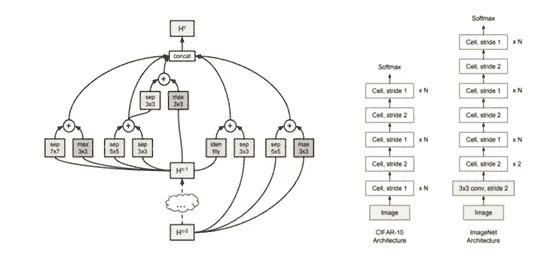 H^c
concat
+
sep
3x3
max
3x3
+
+
+
+
sep
7x7
max
3x3
sep
5x5
sep
3x3
iden
tity
sep
3x3
sep
5x5
max
3x3
H^c-1
...
H^c-2
Softmax
Cell, stride 1
x N
Cell, stride 2
Cell, stride 1
x N
Cell, stride 2
Cell, stride 1
x N
Image
CIFAR-10
Architecture
Softmax
Cell, stride 1
x N
Cell, stride 2
Cell, stride 1
x N
Cell, stride 2
Cell, stride 1
x N
Cell, stride 2
x 2
3x3 conv, stride 2
Image
ImageNet
Architecture